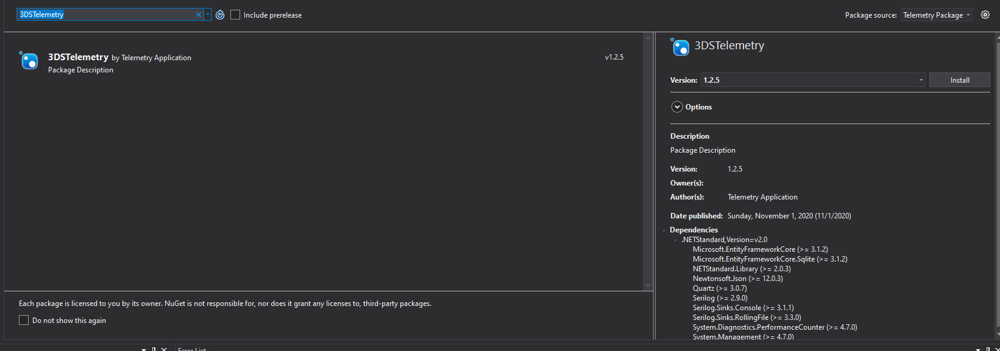 3DSTelemetry
Include prerelease
Package source: Telemetry Package
3DSTelemetry by Telemetry Application
v1.2.5
Package Description
Each package is licensed to you by its owner. NuGet is not responsible for, nor does it grant any licenses to, third-party packages.
Do not show this again
3DSTelemetry
Version: 1.2.5
Install
Options
Description
Package Description
Version: 1.2.5
Owner(s):
Author(s): Telemetry Application
Date published: Sunday, November 1, 2020 (11/1/2020)
Dependencies
.NETStandard,Version=v2.0
Microsoft.EntityFrameworkCore (>= 3.1.2)
Microsoft.EntityFrameworkCore.Sqlite (>= 3.1.2)
NETStandard.Library (>= 2.0.3)
Newtonsoft.Json (>= 12.0.3)
Quartz (>= 3.0.7)
Serilog (>= 2.9.0)
Serilog.Sinks.Console (>= 3.1.1)
Serilog.Sinks.RollingFile (>= 3.3.0)
System.Diagnostics.PerformanceCounter (>= 4.7.0)
System.Management (>= 4.7.0)
Error List